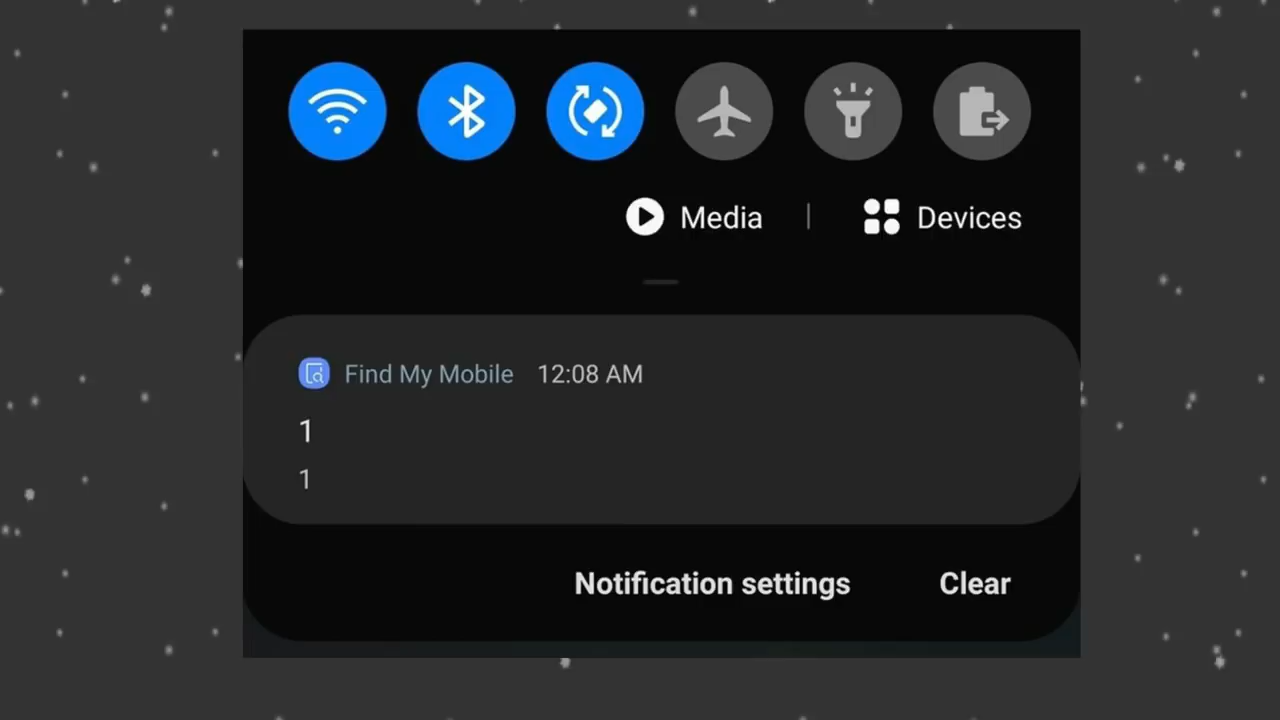 Media | Devices
Find My Mobile 12:08 AM
1
1
Notification settings Clear